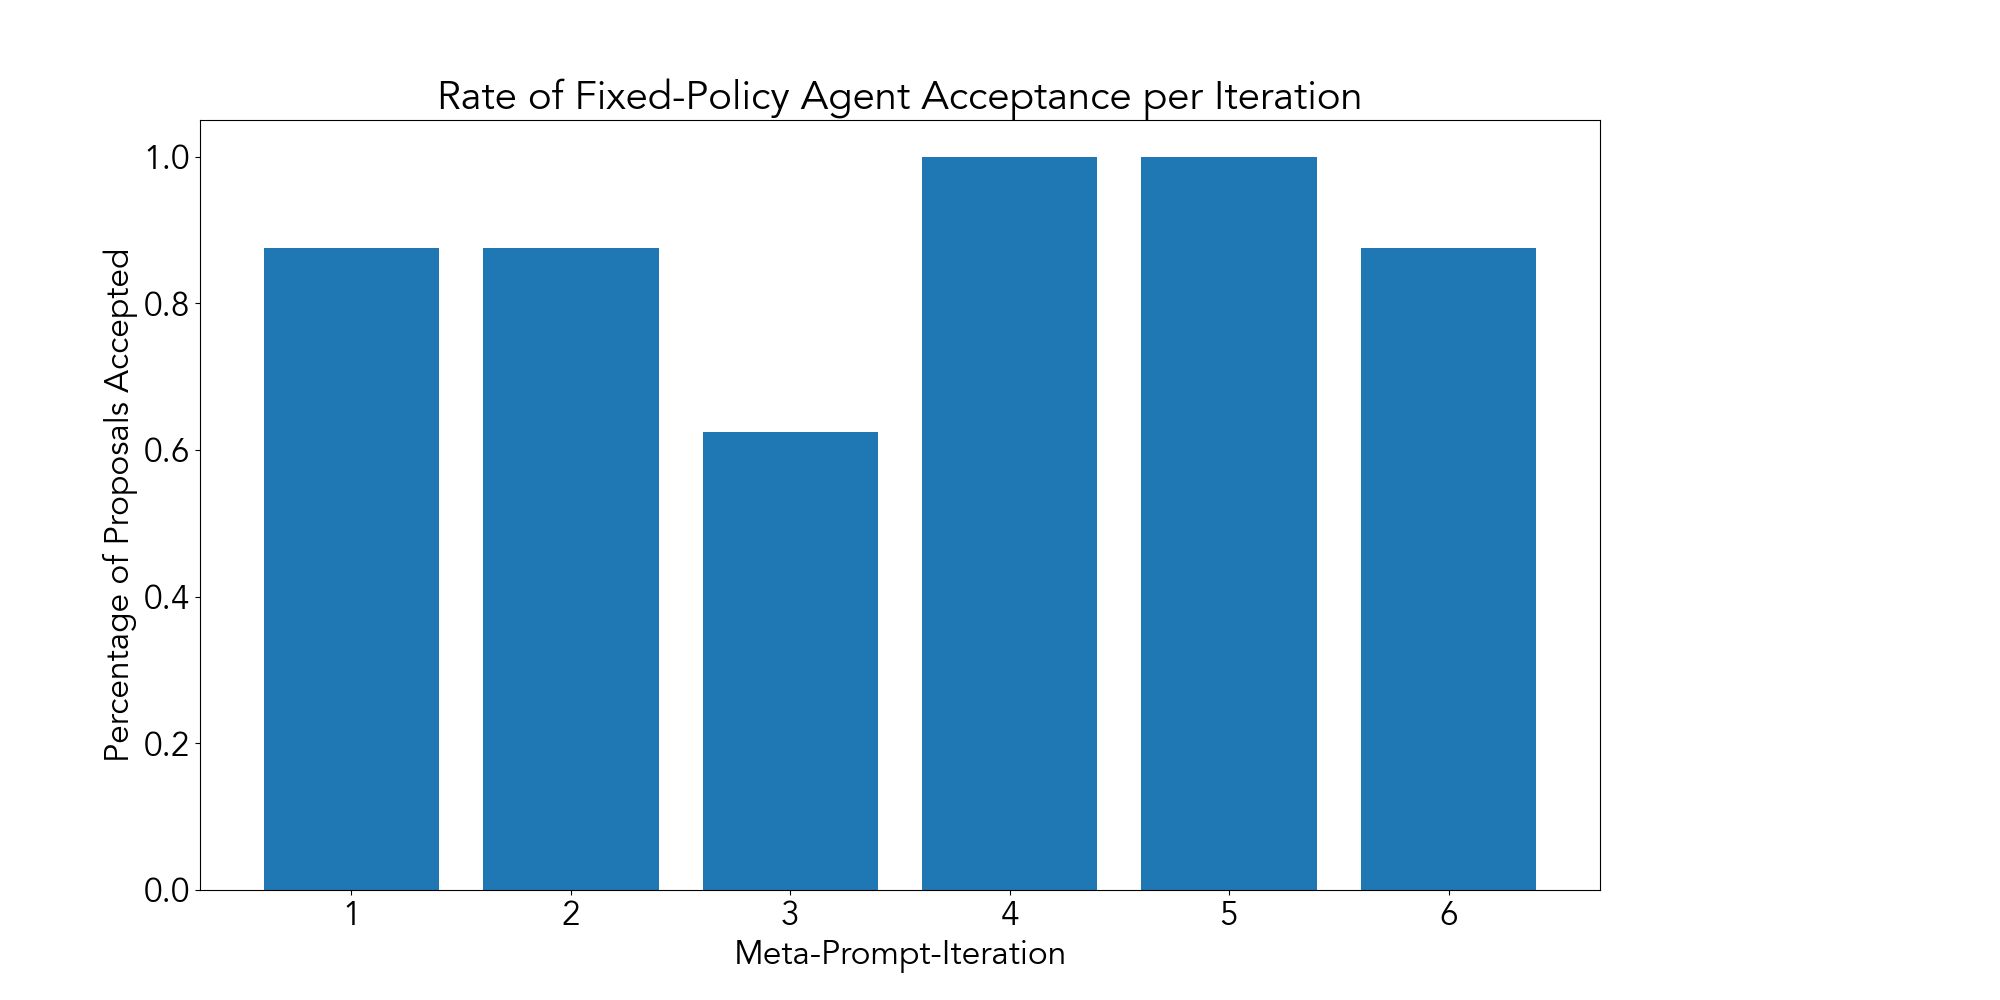 Rate of Fixed-Policy Agent Acceptance per Iteration
Percentage of Proposals Accepted
1.0
0.8
0.6
0.4
0.2
0.0
1 2 3 4 5 6
Meta-Prompt-Iteration